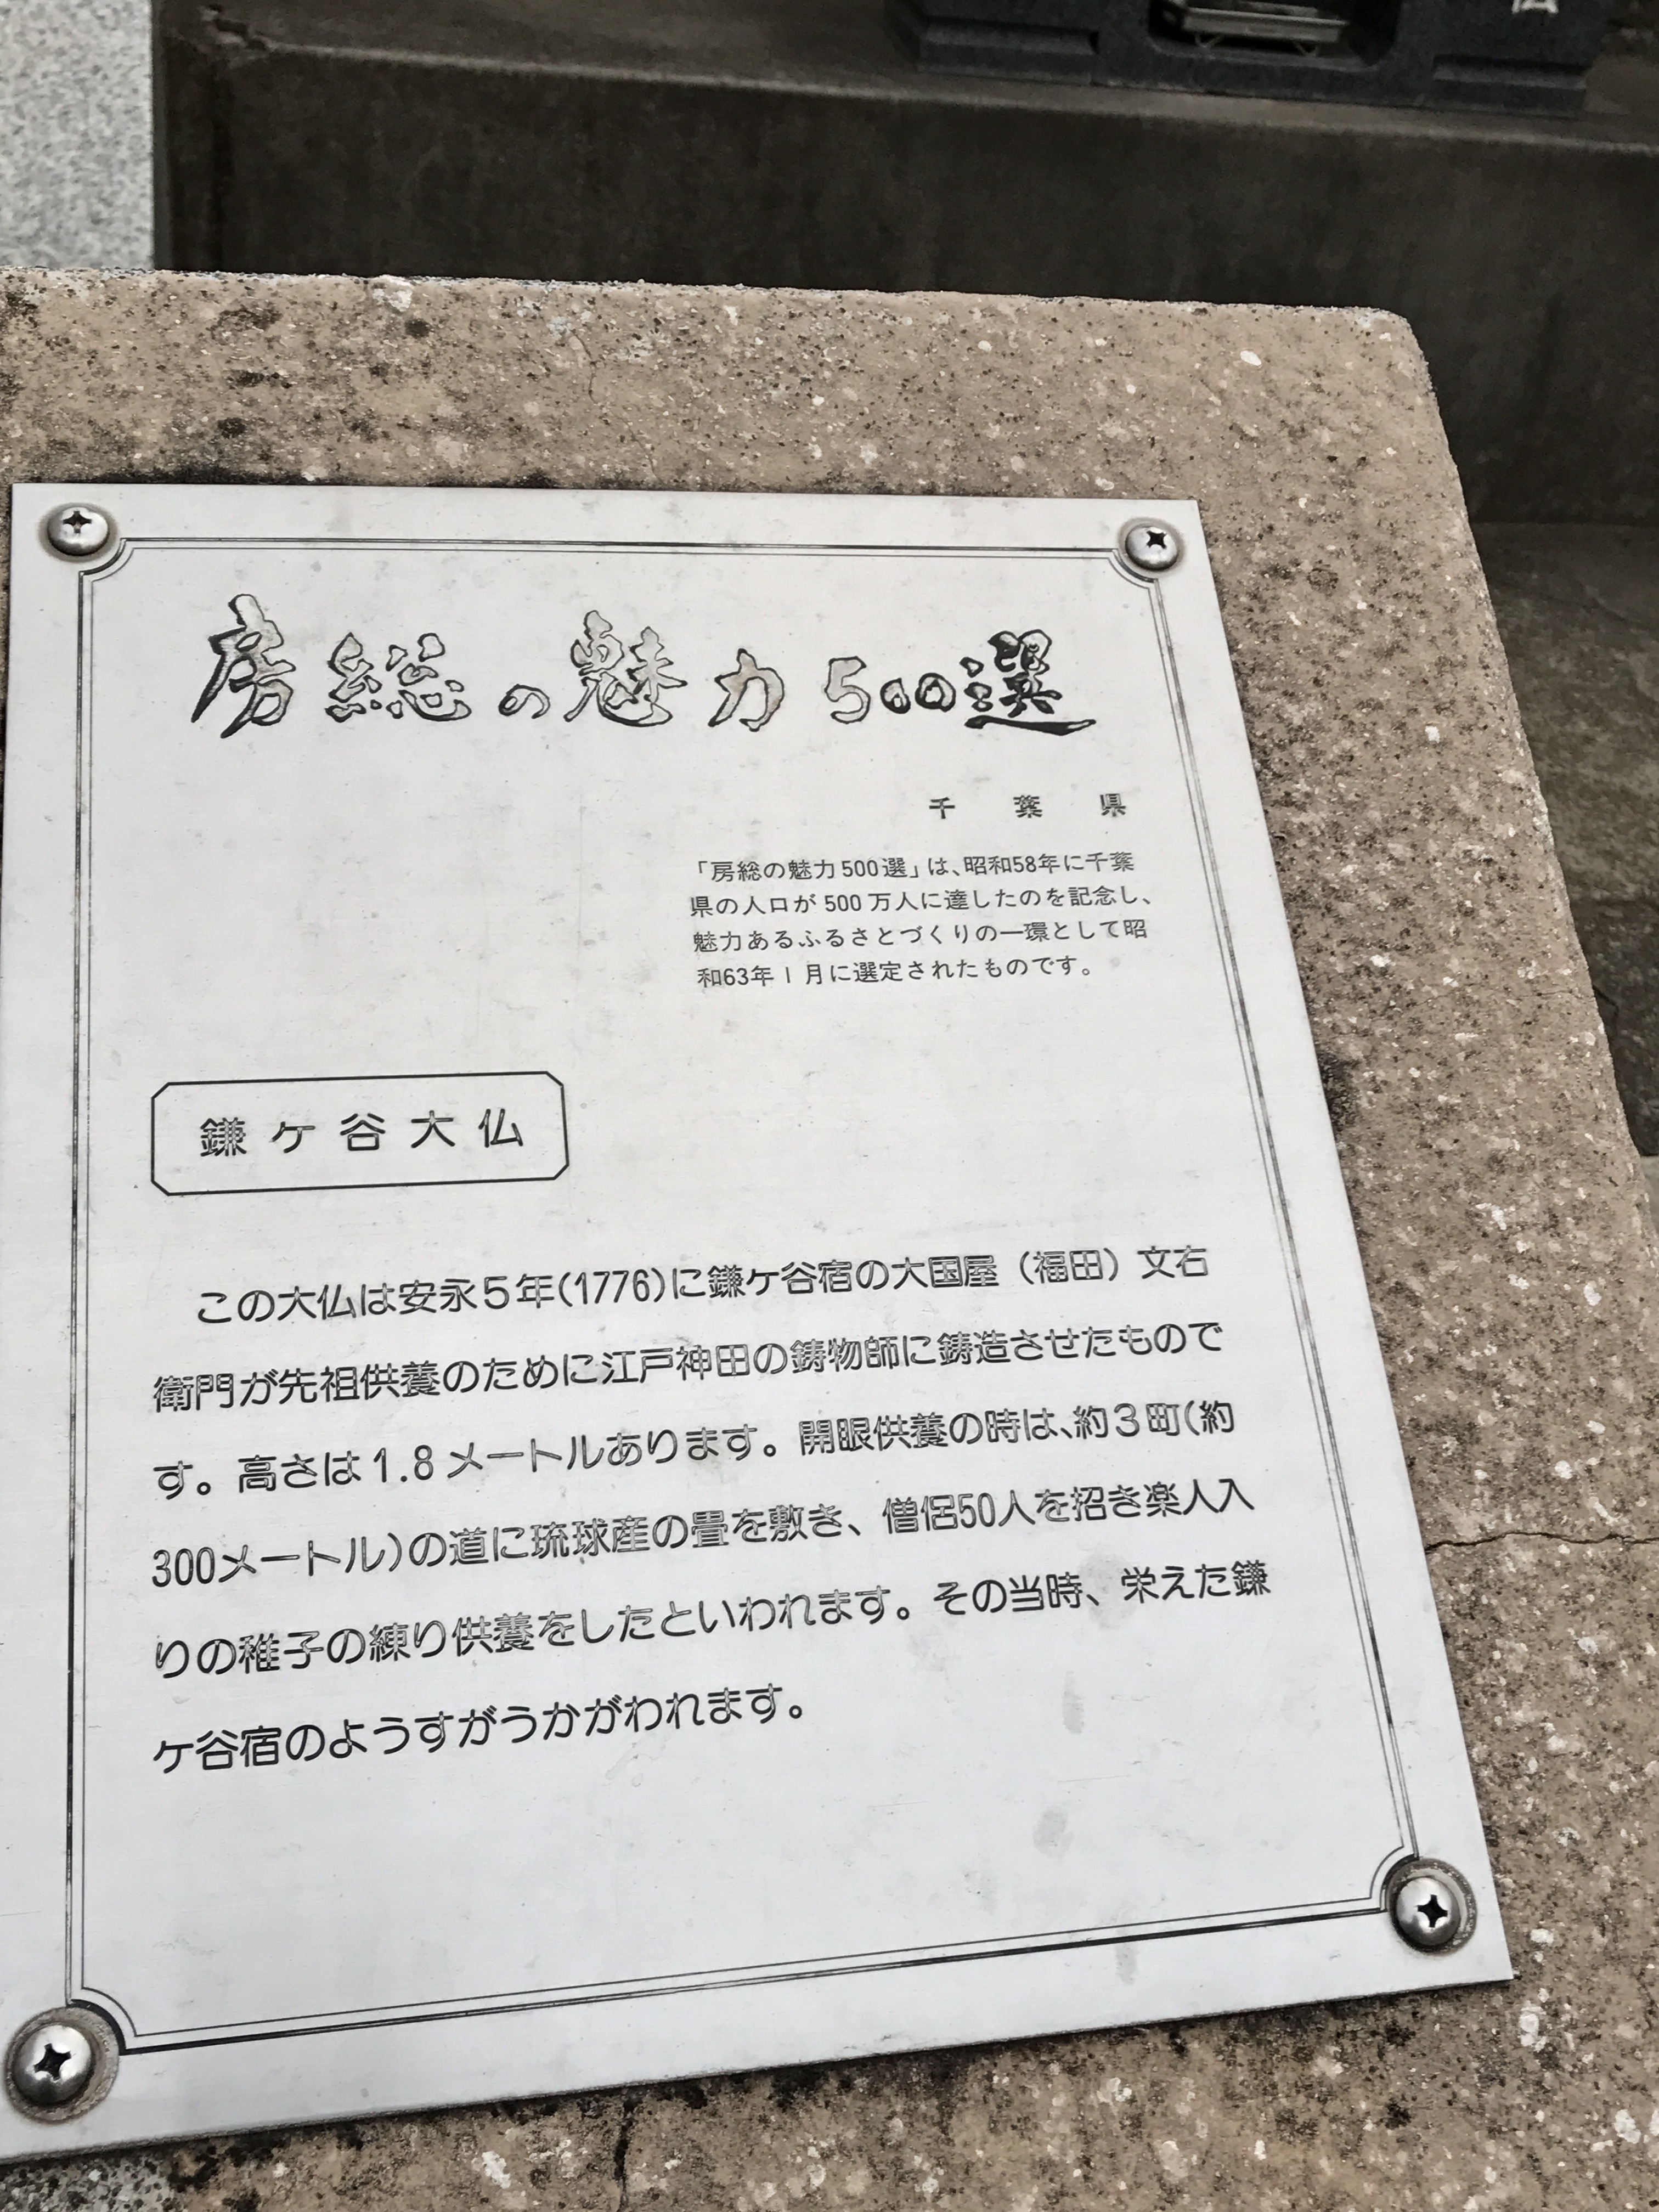 房総の魅力500選
千葉県
「房総の魅力500選」は、昭和58年に千葉
県の人口が500万人に達したのを記念し、
魅力あるふるさとづくりの一環として昭
和63年1月に選定されたものです。
鎌ヶ谷大仏
この大仏は安永5年(1776)に鎌ケ谷宿の大国屋(福田)文右
衛門が先祖供養のために江戸神田の鋳物師に鋳造させたもので
す。高さは1.8メートルあります。開眼供養の時は、約3町(約
300メートル)の道に琉球産の畳を敷き、僧侶50人を招き楽人入
りの稚子の練り供養をしたといわれます。その当時、栄えた鎌
ケ谷宿のようすがうかがわれます。